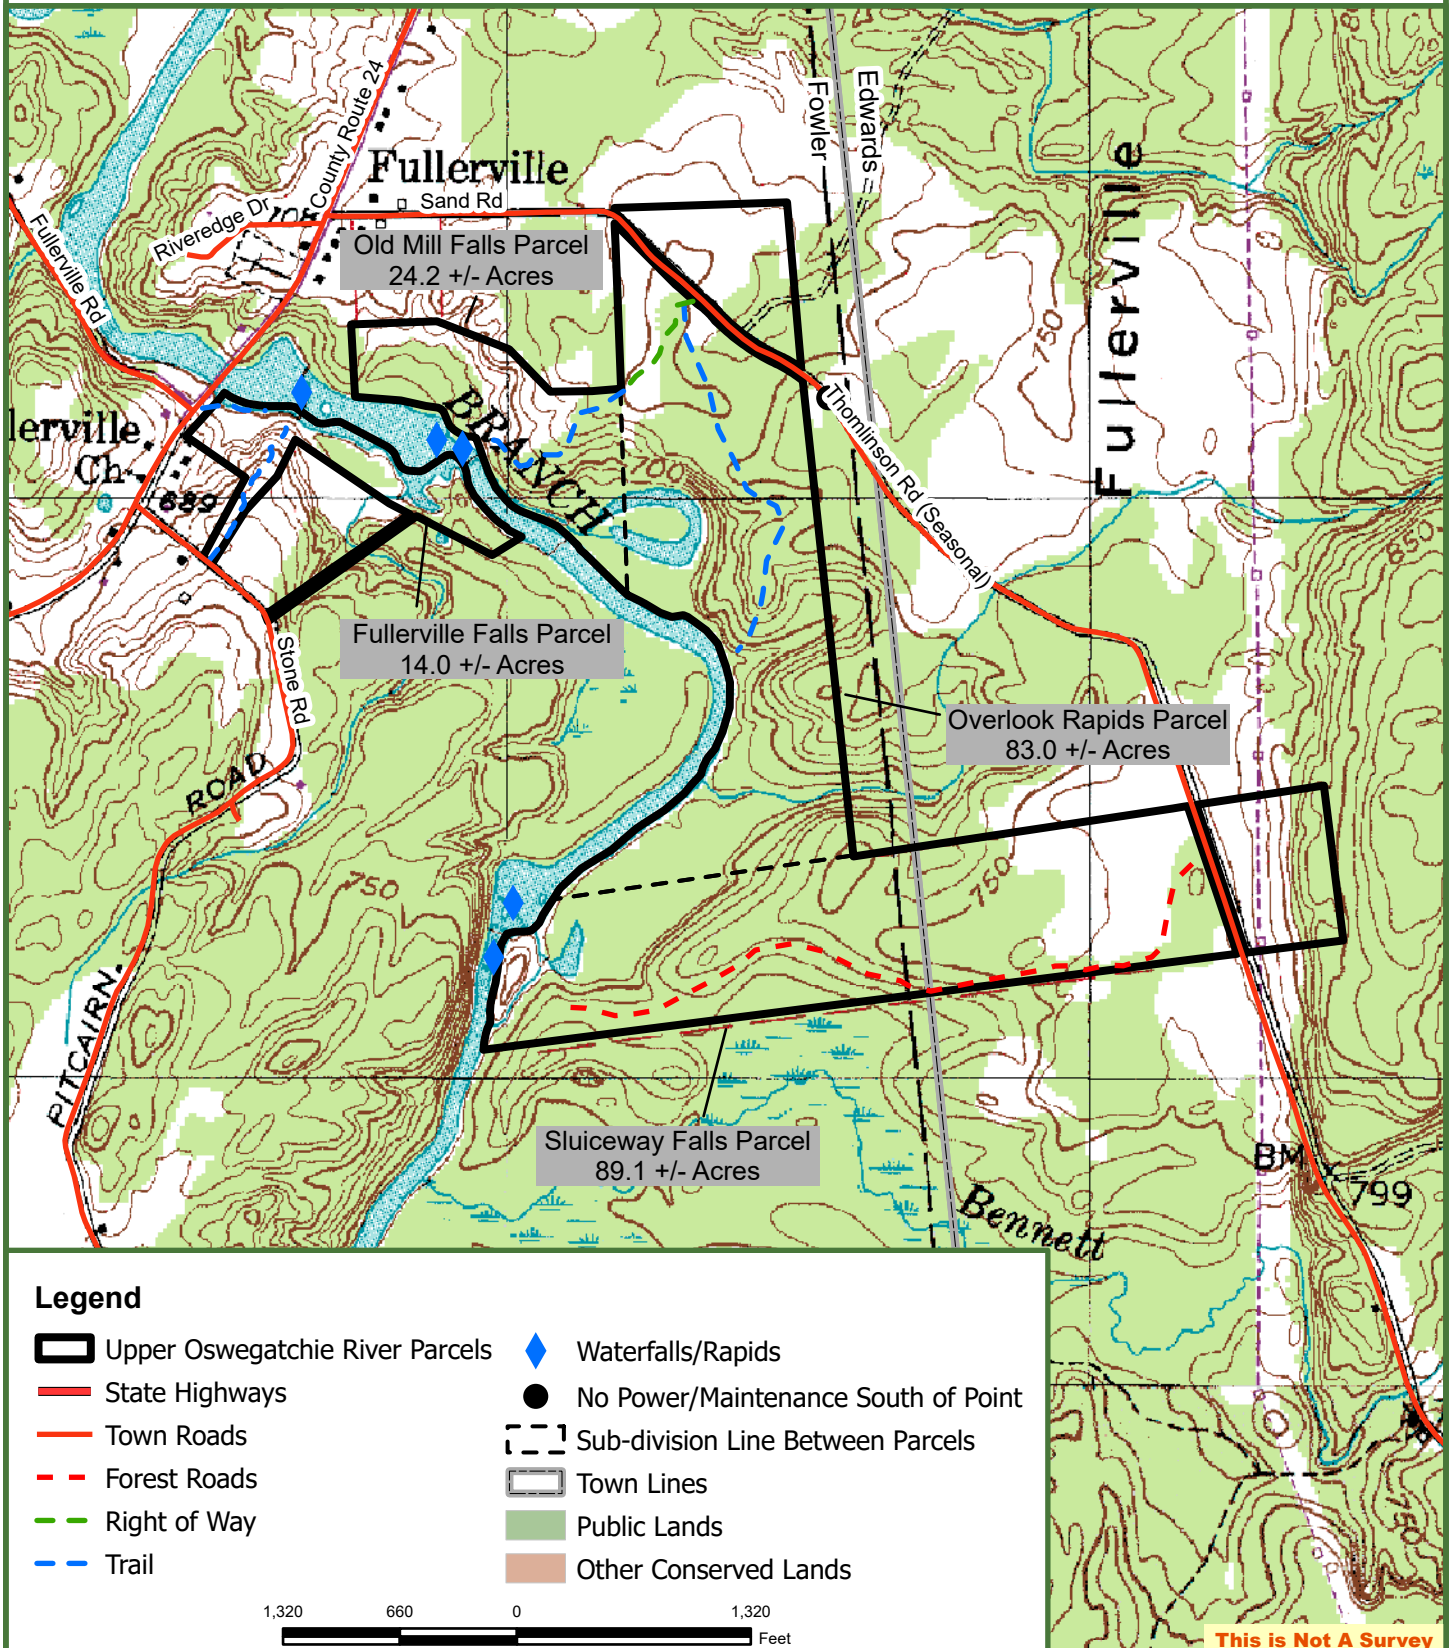 County Route 24
Fowler
Edwards
Fullerville
Sand Rd
Riveredge Dr
Fullerville Rd
Old Mill Falls Parcel
24.2 +/- Acres
Fullerville
750
BRANCH
lerville
Ch
689
700
Thomlinson Rd (Seasonal)
850
Fullerville Falls Parcel
14.0 +/- Acres
Stone Rd
Overlook Rapids Parcel
83.0 +/- Acres
ROAD
750
750
PITCAIRN
Sluiceway Falls Parcel
89.1 +/- Acres
BM
799
Bennett
Legend
Upper Oswegatchie River Parcels
State Highways
Town Roads
Forest Roads
Right of Way
Trail
Waterfalls/Rapids
No Power/Maintenance South of Point
Sub-division Line Between Parcels
Town Lines
Public Lands
Other Conserved Lands
750
1,320 660 0 1,320
Feet
This is Not A Survey